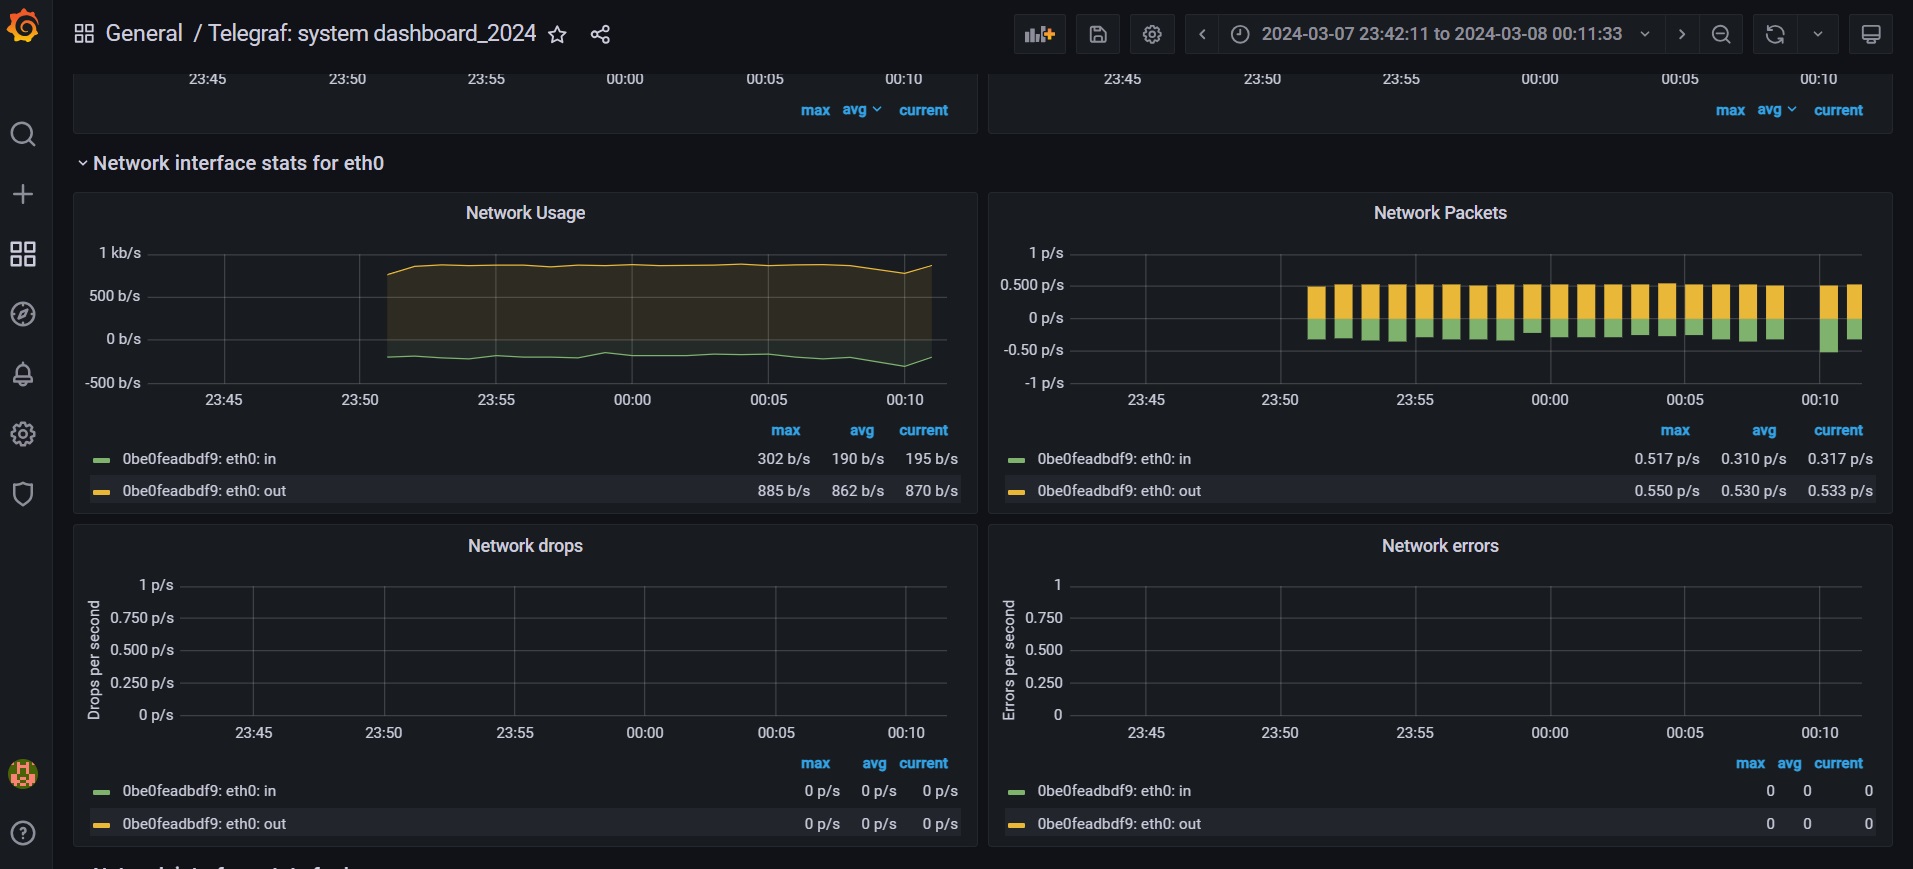 General / Telegraf: system dashboard_2024
2024-03-07 23:42:11 to 2024-03-08 00:11:33
23:45 23:50 23:55 00:00 00:05 00:10
max avg current
23:45 23:50 23:55 00:00 00:05 00:10
max avg current
Network interface stats for eth0
Network Usage
1 kb/s
500 b/s
0 b/s
-500 b/s
23:45 23:50 23:55 00:00 00:05 00:10
max avg current
0be0feadbdf9: eth0: in 302 b/s 190 b/s 195 b/s
0be0feadbdf9: eth0: out 885 b/s 862 b/s 870 b/s
Network Packets
1 p/s
0.500 p/s
0 p/s
-0.50 p/s
-1 p/s
23:45 23:50 23:55 00:00 00:05 00:10
max avg current
0be0feadbdf9: eth0: in 0.517 p/s 0.310 p/s 0.317 p/s
0be0feadbdf9: eth0: out 0.550 p/s 0.530 p/s 0.533 p/s
Network drops
Drops per second
1 p/s
0.750 p/s
0.500 p/s
0.250 p/s
0 p/s
23:45 23:50 23:55 00:00 00:05 00:10
max avg current
0be0feadbdf9: eth0: in 0 p/s 0 p/s 0 p/s
0be0feadbdf9: eth0: out 0 p/s 0 p/s 0 p/s
Network errors
Errors per second
1
0.750
0.500
0.250
0
23:45 23:50 23:55 00:00 00:05 00:10
max avg current
0be0feadbdf9: eth0: in 0 0 0
0be0feadbdf9: eth0: out 0 0 0